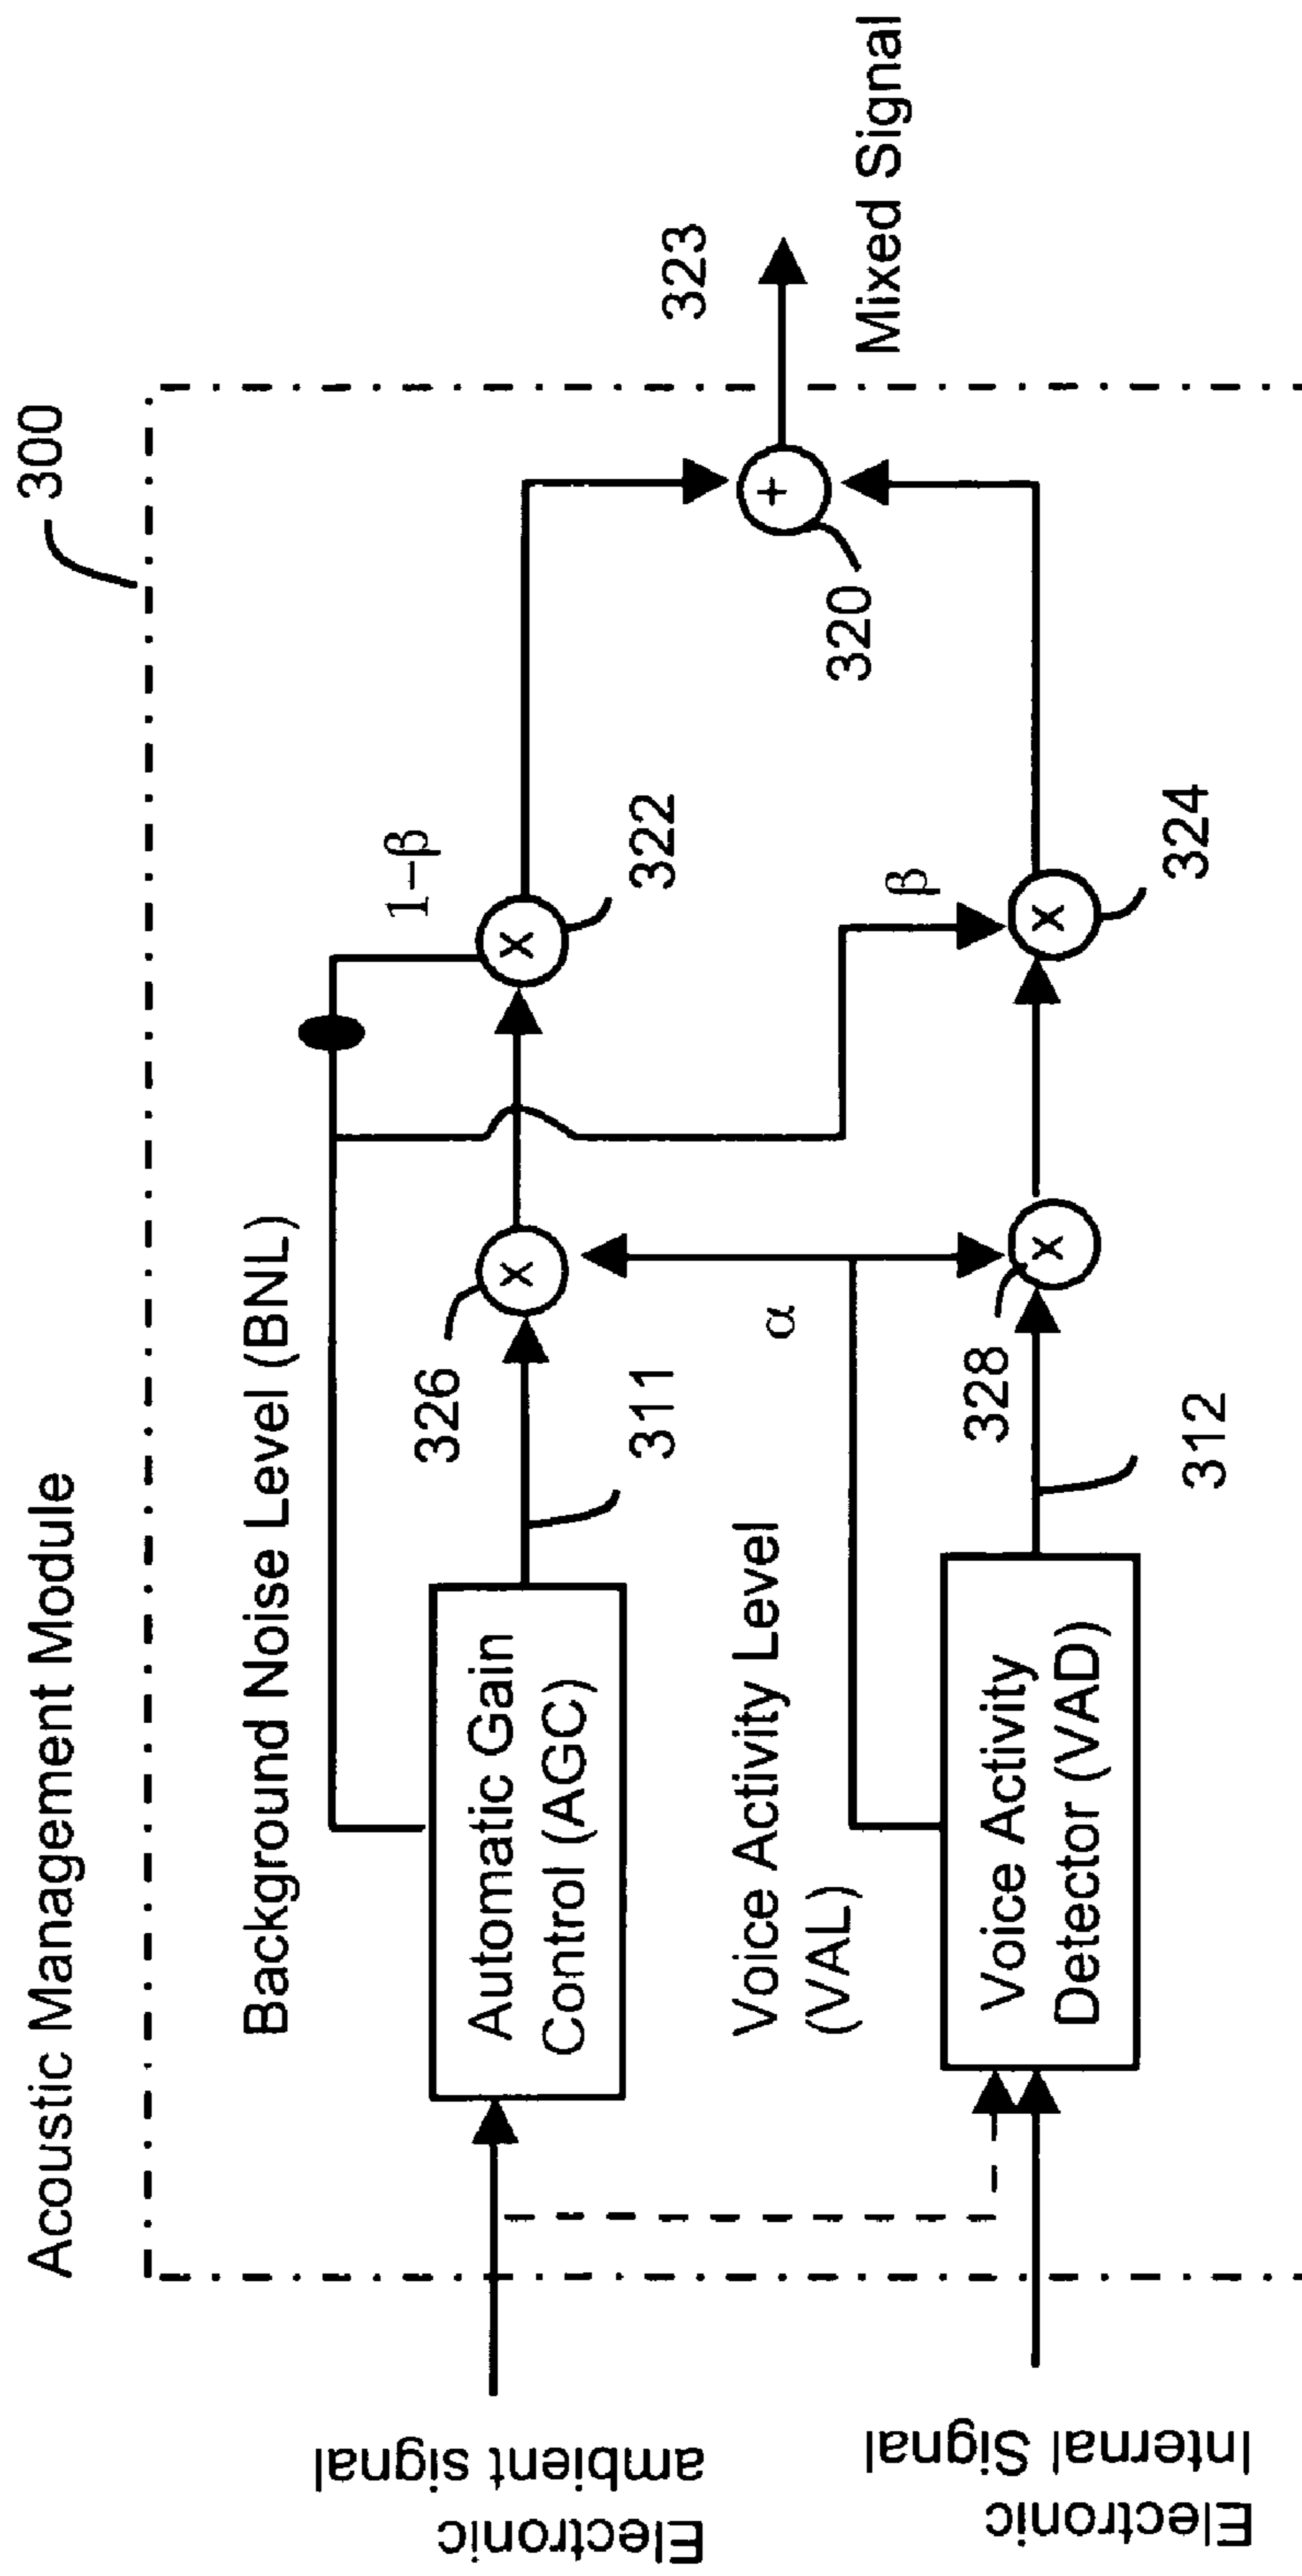 Acoustic Management Module
300
Background Noise Level (BNL)
1−β
Electronic
ambient signal
Automatic Gain
Control (AGC)
311
326
x
322
x
323
Mixed Signal
Voice Activity Level
(VAL)
α
β
320
+
Electronic
Internal Signal
Voice Activity
Detector (VAD)
312
328
x
324
x